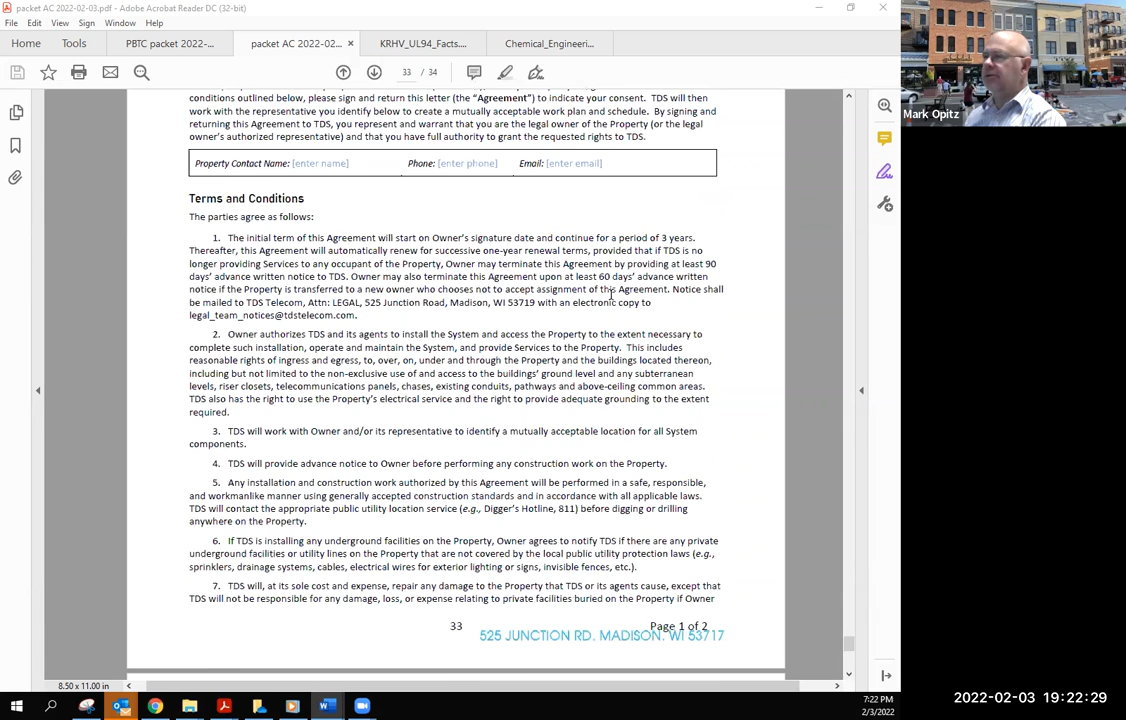 packet AC 2022-02-03.pdf - Adobe Acrobat Reader DC (32-bit)
File Edit View Sign Window Help
Home Tools PBTC packet 2022-... packet AC 2022-02... × KRHV_UL94_Facts.... Chemical_Engineeri...
33 / 34
conditions outlined below, please sign and return this letter (the “Agreement”) to indicate your consent. TDS will then
work with the representative you identify below to create a mutually acceptable work plan and schedule. By signing and
returning this Agreement to TDS, you represent and warrant that you are the legal owner of the Property (or the legal
owner’s authorized representative) and that you have full authority to grant the requested rights to TDS.
Property Contact Name: [enter name] Phone: [enter phone] Email: [enter email]
Terms and Conditions
The parties agree as follows:
1. The initial term of this Agreement will start on Owner’s signature date and continue for a period of 3 years.
Thereafter, this Agreement will automatically renew for successive one-year renewal terms, provided that if TDS is no
longer providing Services to any occupant of the Property, Owner may terminate this Agreement by providing at least 90
days’ advance written notice to TDS. Owner may also terminate this Agreement upon at least 60 days’ advance written
notice if the Property is transferred to a new owner who chooses not to accept assignment of this Agreement. Notice shall
be mailed to TDS Telecom, Attn: LEGAL, 525 Junction Road, Madison, WI 53719 with an electronic copy to
legal_team_notices@tdstelecom.com.
2. Owner authorizes TDS and its agents to install the System and access the Property to the extent necessary to
complete such installation, operate and maintain the System, and provide Services to the Property. This includes
reasonable rights of ingress and egress, to, over, on, under and through the Property and the buildings located thereon,
including but not limited to the non-exclusive use of and access to the buildings’ ground level and any subterranean
levels, riser closets, telecommunications panels, chases, existing conduits, pathways and above-ceiling common areas.
TDS also has the right to use the Property’s electrical service and the right to provide adequate grounding to the extent
required.
3. TDS will work with Owner and/or its representative to identify a mutually acceptable location for all System
components.
4. TDS will provide advance notice to Owner before performing any construction work on the Property.
5. Any installation and construction work authorized by this Agreement will be performed in a safe, responsible,
and workmanlike manner using generally accepted construction standards and in accordance with all applicable laws.
TDS will contact the appropriate public utility location service (e.g., Digger’s Hotline, 811) before digging or drilling
anywhere on the Property.
6. If TDS is installing any underground facilities on the Property, Owner agrees to notify TDS if there are any private
underground facilities or utility lines on the Property that are not covered by the local public utility protection laws (e.g.,
sprinklers, drainage systems, cables, electrical wires for exterior lighting or signs, invisible fences, etc.).
7. TDS will, at its sole cost and expense, repair any damage to the Property that TDS or its agents cause, except that
TDS will not be responsible for any damage, loss, or expense relating to private facilities buried on the Property if Owner
33 Page 1 of 2
525 JUNCTION RD. MADISON. WI 53717
8.50 x 11.00 in
7:22 PM
2/3/2022
Mark Opitz
2022-02-03 19:22:29